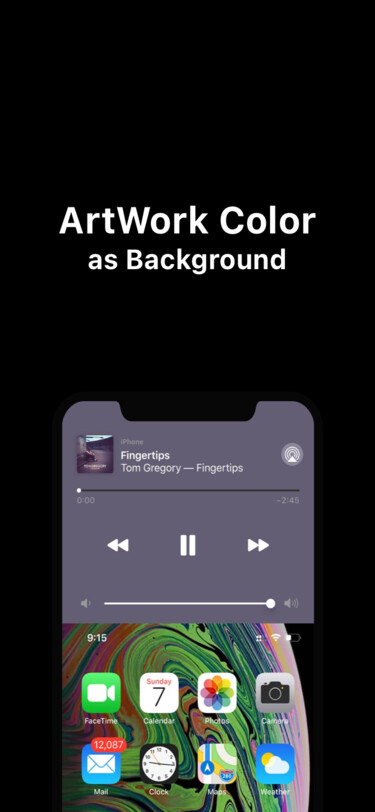 ArtWork Color
as Background
iPhone
Fingertips
Tom Gregory — Fingertips
0:00
-2:45
9:15
Sunday
7
12,087
280
FaceTime
Calendar
Photos
Camera
Mail
Clock
Maps
Weather